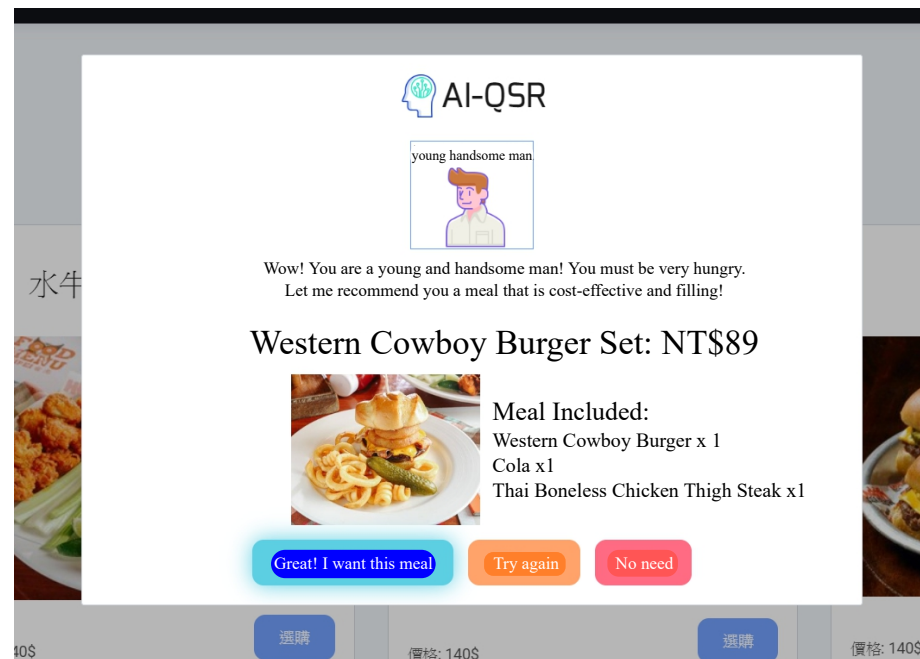 AI-QSR
young handsome man
Wow! You are a young and handsome man! You must be very hungry.
Let me recommend you a meal that is cost-effective and filling!
水牛
Western Cowboy Burger Set: NT$89
Meal Included:
Western Cowboy Burger x 1
Cola x1
Thai Boneless Chicken Thigh Steak x1
Great! I want this meal
Try again
No need
40$
選購
價格: 140$
選購
價格: 140$